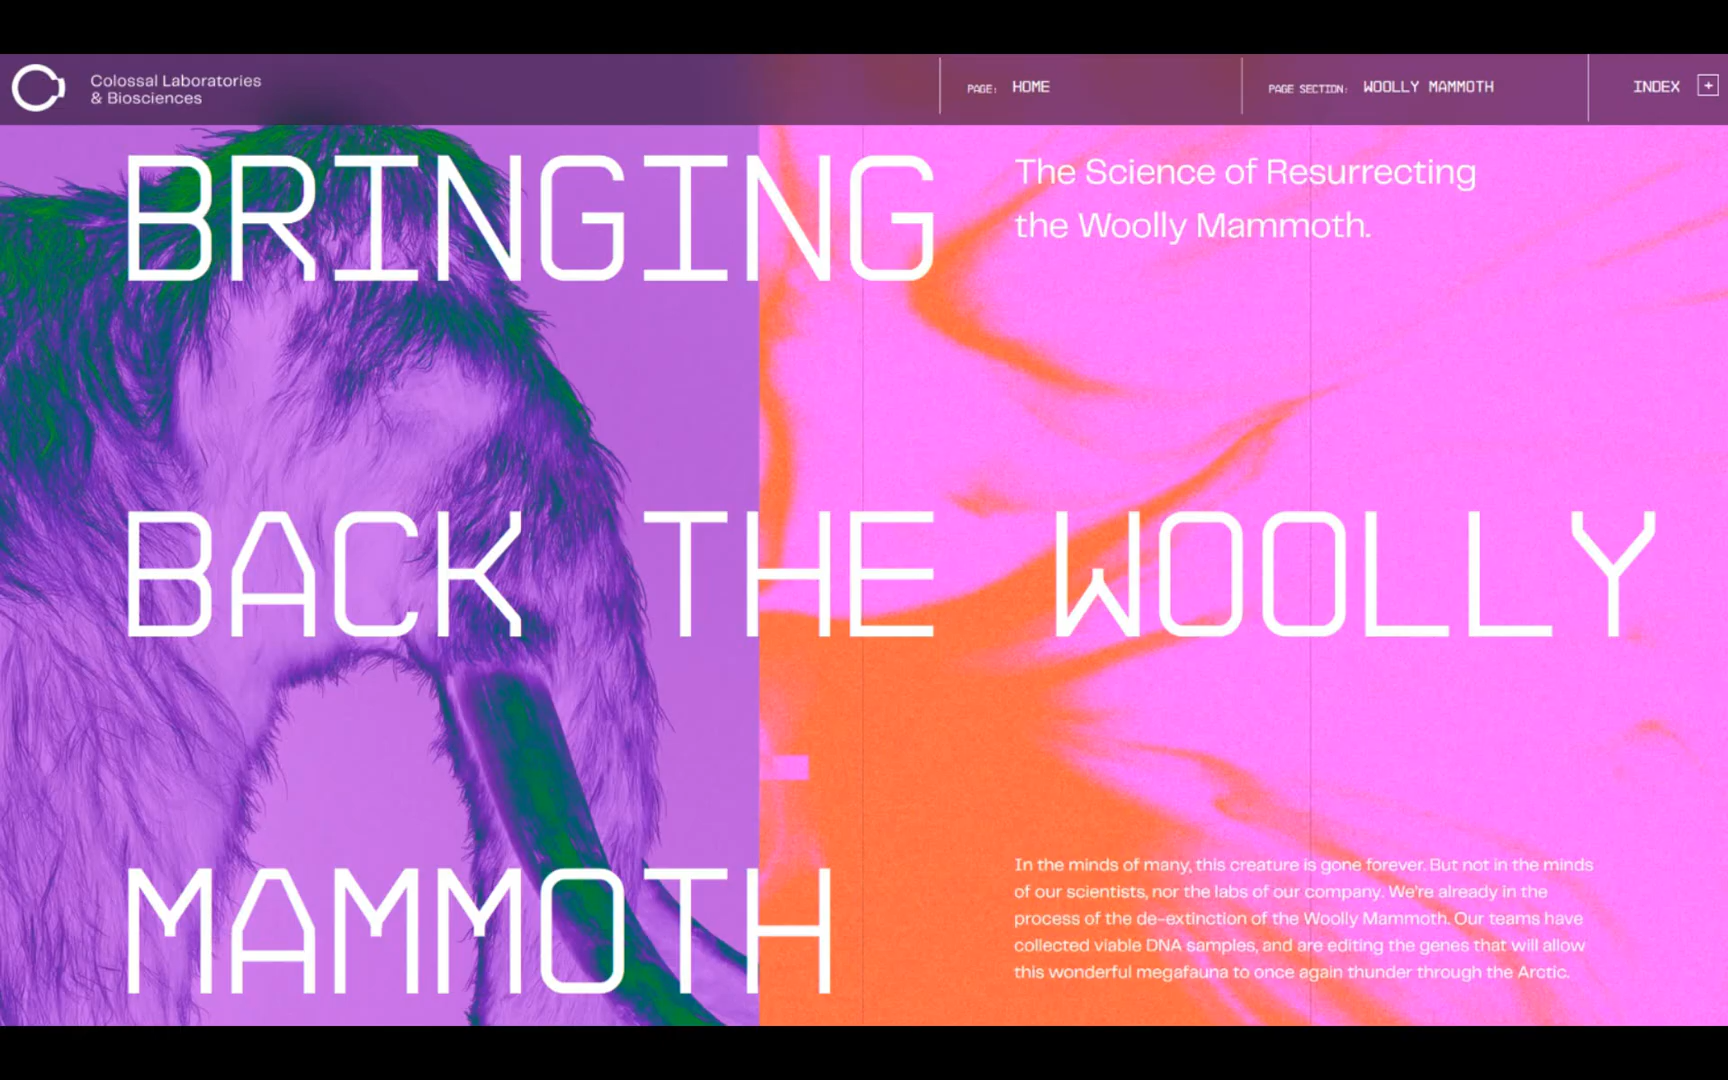 Colossal Laboratories
& Biosciences
PAGE: HOME
PAGE SECTION: WOOLLY MAMMOTH
INDEX +
BRINGING
BACK THE WOOLLY
MAMMOTH
The Science of Resurrecting
the Woolly Mammoth.
In the minds of many, this creature is gone forever. But not in the minds
of our scientists, nor the labs of our company. We're already in the
process of the de-extinction of the Woolly Mammoth. Our teams have
collected viable DNA samples, and are editing the genes that will allow
this wonderful megafauna to once again thunder through the Arctic.